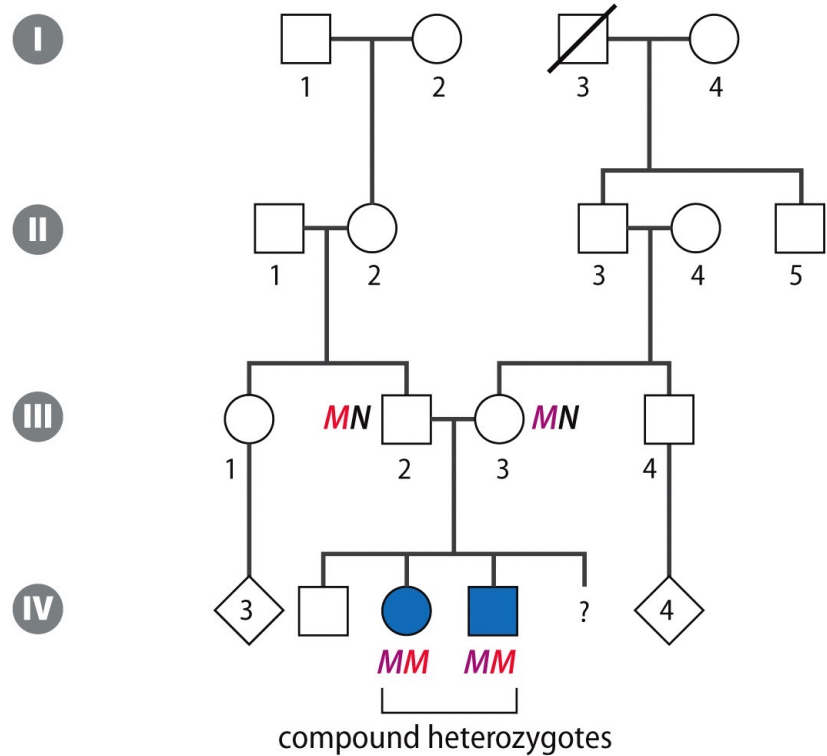 I
1 2 3 4
II
1 2 3 4 5
III
MN MN
1 2 3 4
IV
3 ? 4
MM MM
compound heterozygotes